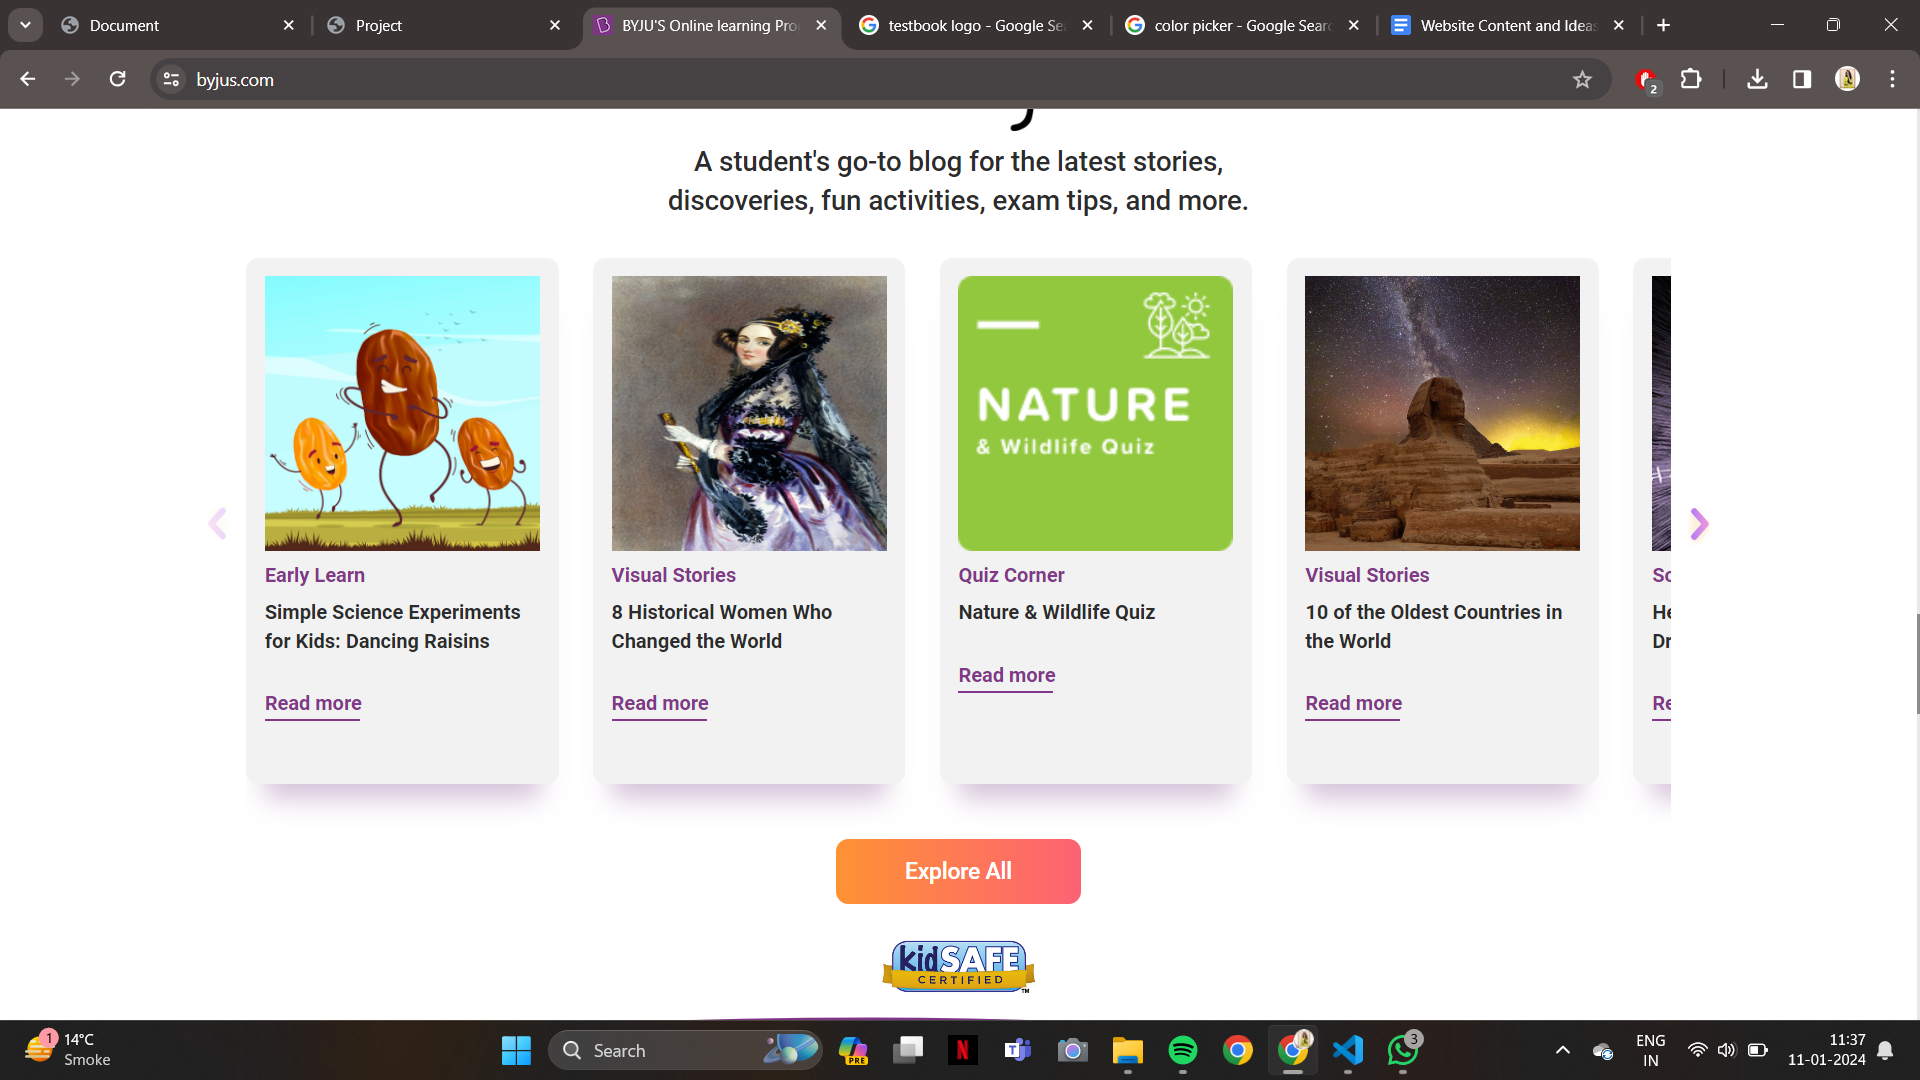 Document
Project
BYJU'S Online learning Pro
testbook logo - Google Se
color picker - Google Searc
Website Content and Ideas
byjus.com
2
A student's go-to blog for the latest stories,
discoveries, fun activities, exam tips, and more.
NATURE
& Wildlife Quiz
Early Learn
Simple Science Experiments
for Kids: Dancing Raisins
Read more
Visual Stories
8 Historical Women Who
Changed the World
Read more
Quiz Corner
Nature & Wildlife Quiz
Read more
Visual Stories
10 of the Oldest Countries in
the World
Read more
Sc
He
Dr
Re
Explore All
kidSAFE
CERTIFIED
TM
1
14°C
Smoke
Search
PRE
N
T
3
ENG
IN
11:37
11-01-2024